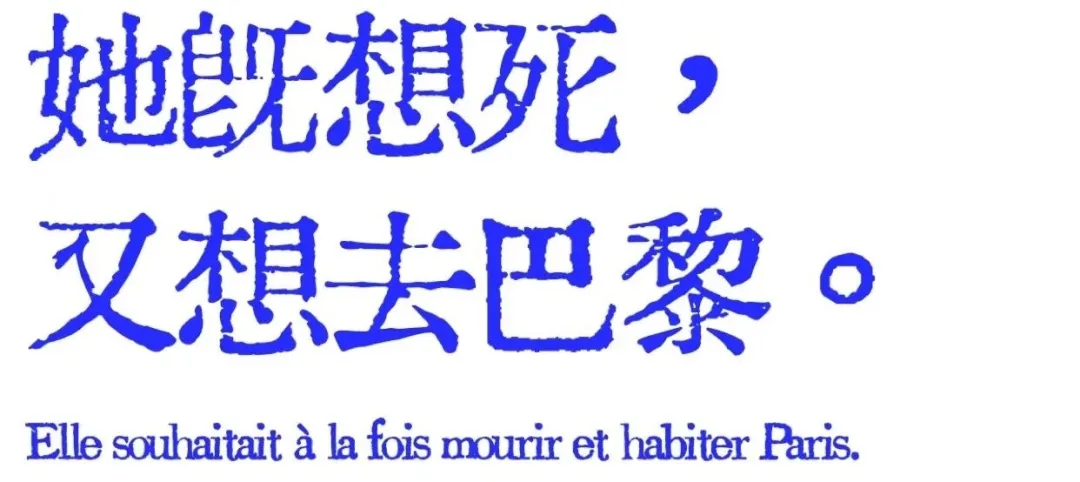 她既想死，
又想去巴黎。
Elle souhaitait à la fois mourir et habiter Paris.